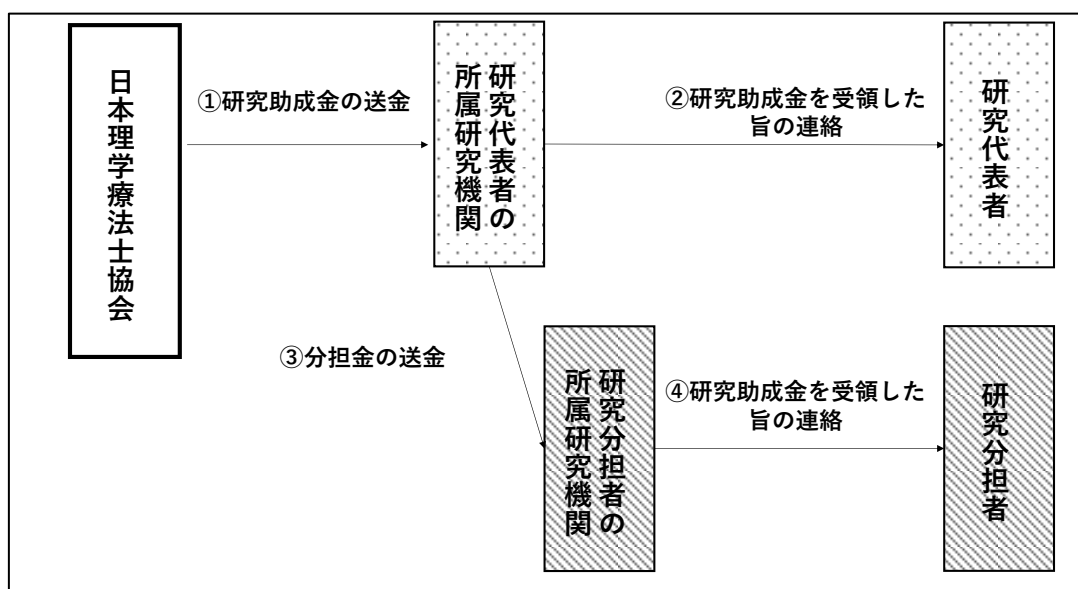 日本理学療法士協会
①研究助成金の送金
研究代表者の
所属研究機関
②研究助成金を受領した
旨の連絡
研究代表者
③分担金の送金
研究分担者の
所属研究機関
④研究助成金を受領した
旨の連絡
研究分担者